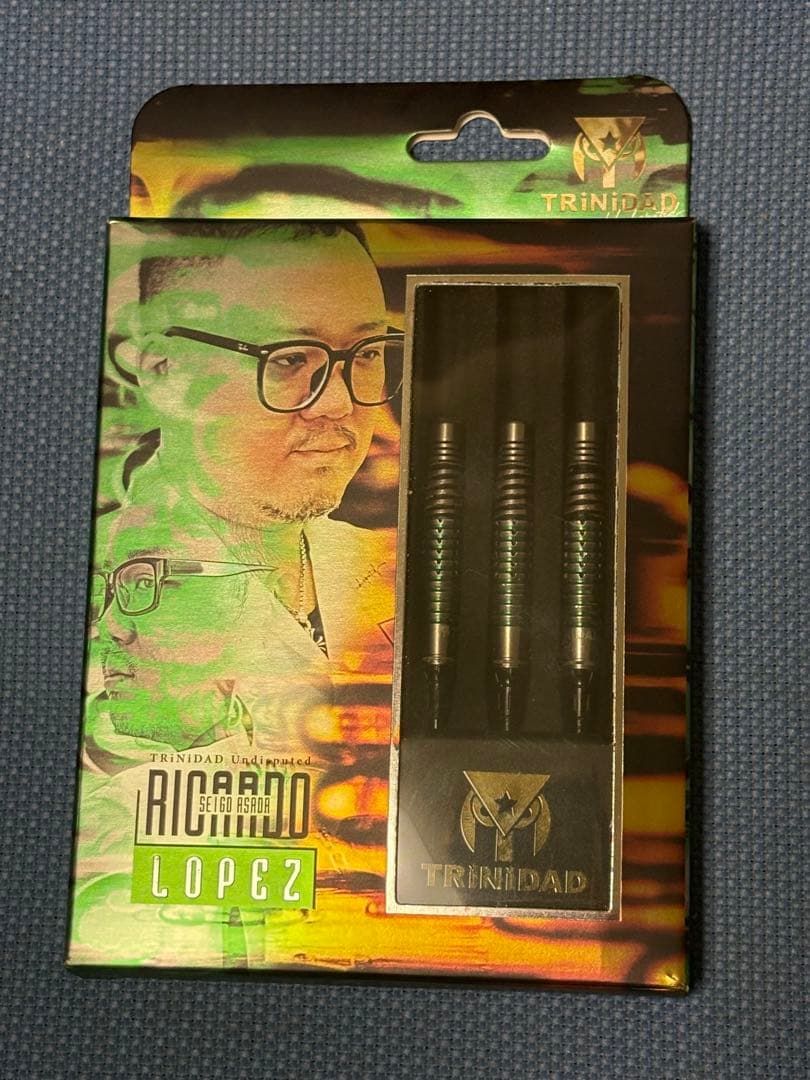 TRiNiDAD
TRiNiDAD Undisputed
RICARDO
SEIGO ASADA
LOPEZ
TRiNiDAD